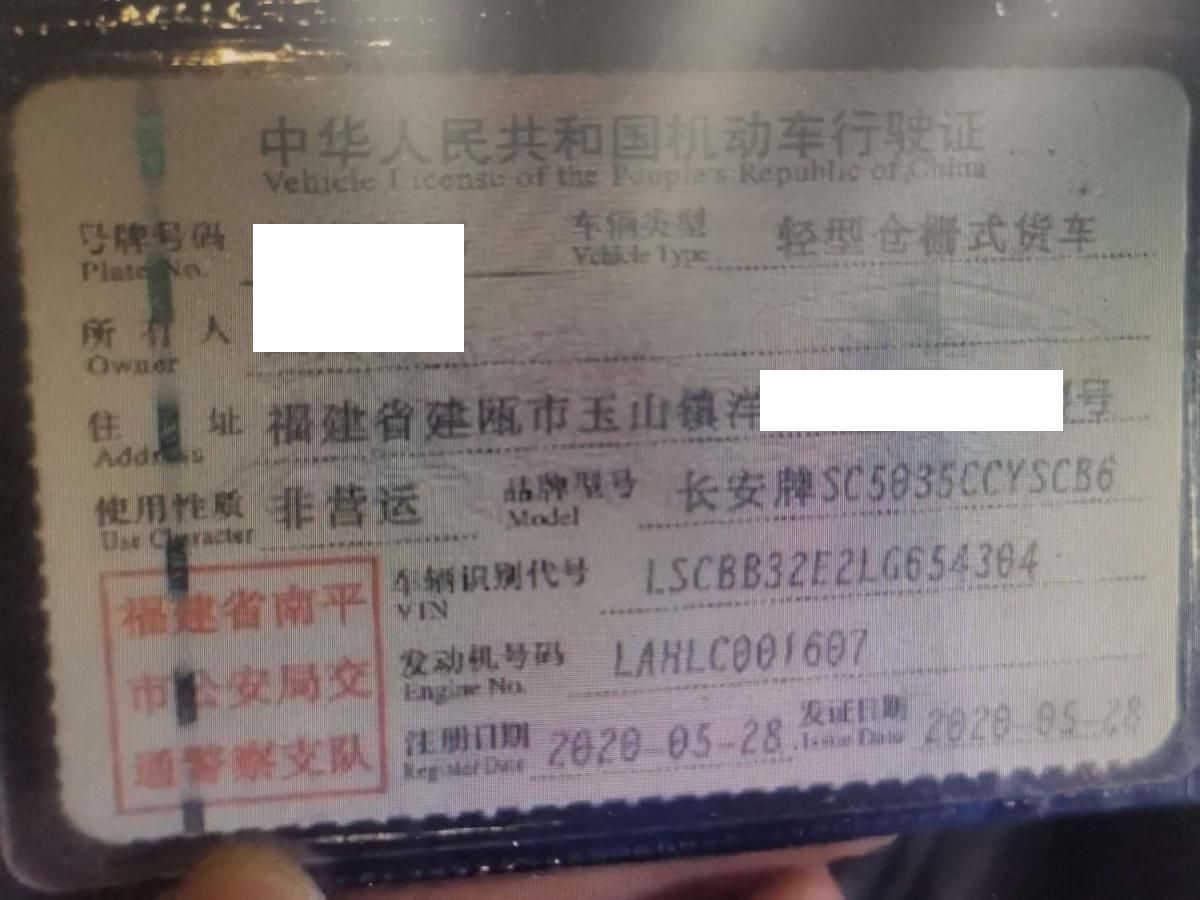 中华人民共和国机动车行驶证
Vehicle License of the People's Republic of China
号牌号码 车辆类型 轻型仓栅式货车
Plate No. Vehicle Type
所有人
Owner
住址 福建省建瓯市玉山镇洋 号
Address
使用性质 非营运 品牌型号 长安牌SC5035CCYSCB6
Use Character Model
福建省南平
市公安局交
通警察支队
车辆识别代号 LSCBB32E2LG654304
VIN
发动机号码 LAHLC001607
Engine No.
注册日期 2020-05-28 发证日期 2020-05-28
Register Date Issue Date